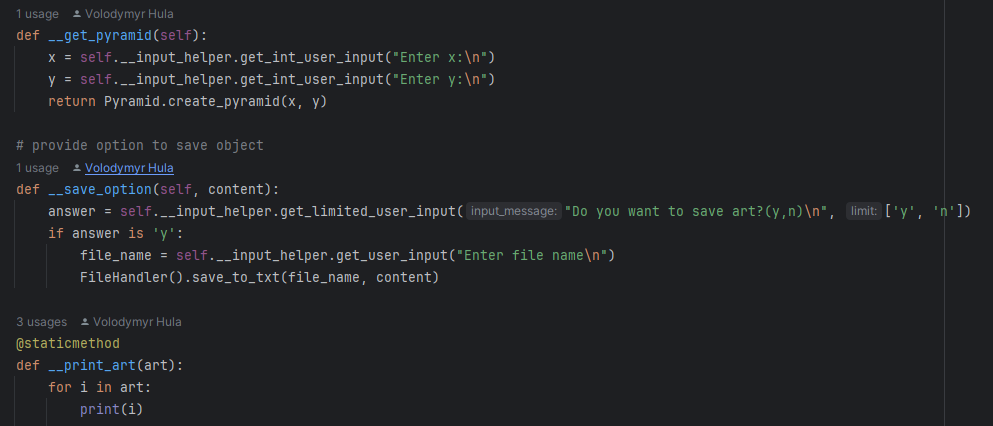 1 usage   Volodymyr Hula
def __get_pyramid(self):
    x = self.__input_helper.get_int_user_input("Enter x:\n")
    y = self.__input_helper.get_int_user_input("Enter y:\n")
    return Pyramid.create_pyramid(x, y)
# provide option to save object
1 usage   Volodymyr Hula
def __save_option(self, content):
    answer = self.__input_helper.get_limited_user_input( input_message: "Do you want to save art?(y,n)\n", limit: ['y', 'n'])
    if answer is 'y':
        file_name = self.__input_helper.get_user_input("Enter file name\n")
        FileHandler().save_to_txt(file_name, content)
3 usages   Volodymyr Hula
@staticmethod
def __print_art(art):
    for i in art:
        print(i)